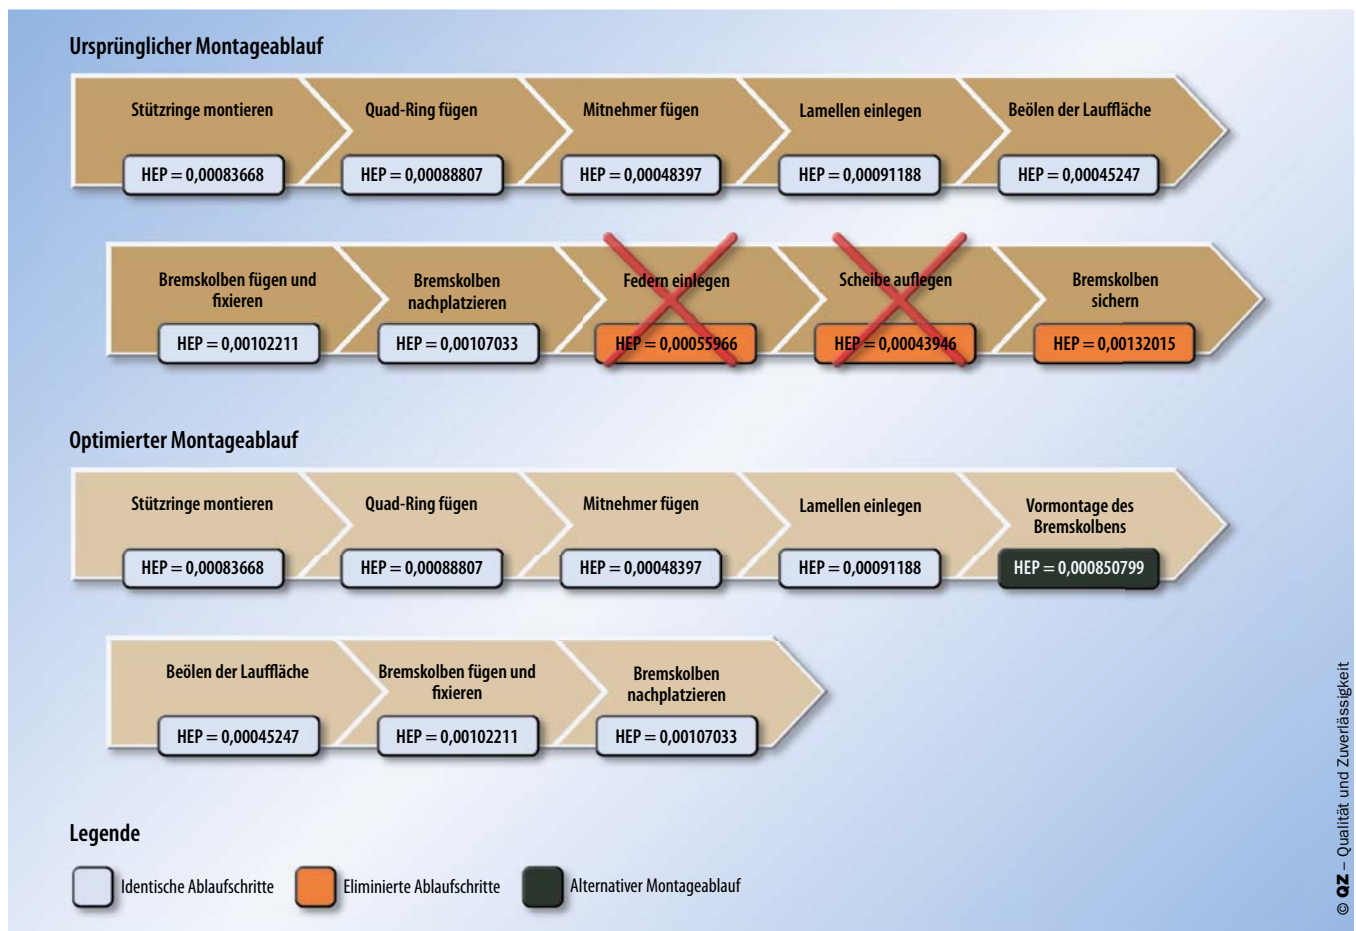 Ursprünglicher Montageablauf
Stützringe montieren
HEP = 0,00083668
Quad-Ring fügen
HEP = 0,00088807
Mitnehmer fügen
HEP = 0,00048397
Lamellen einlegen
HEP = 0,00091188
Beölen der Lauffläche
HEP = 0,00045247
Bremskolben fügen und
fixieren
HEP = 0,00102211
Bremskolben
nachplatzieren
HEP = 0,00107033
Federn einlegen
HEP = 0,00055966
Scheibe auflegen
HEP = 0,00043946
Bremskolben
sichern
HEP = 0,00132015
Optimierter Montageablauf
Stützringe montieren
HEP = 0,00083668
Quad-Ring fügen
HEP = 0,00088807
Mitnehmer fügen
HEP = 0,00048397
Lamellen einlegen
HEP = 0,00091188
Vormontage des
Bremskolbens
HEP = 0,000850799
Beölen der Lauffläche
HEP = 0,00045247
Bremskolben fügen und
fixieren
HEP = 0,00102211
Bremskolben
nachplatzieren
HEP = 0,00107033
Legende
Identische Ablaufschritte
Eliminierte Ablaufschritte
Alternativer Montageablauf
© QZ – Qualität und Zuverlässigkeit